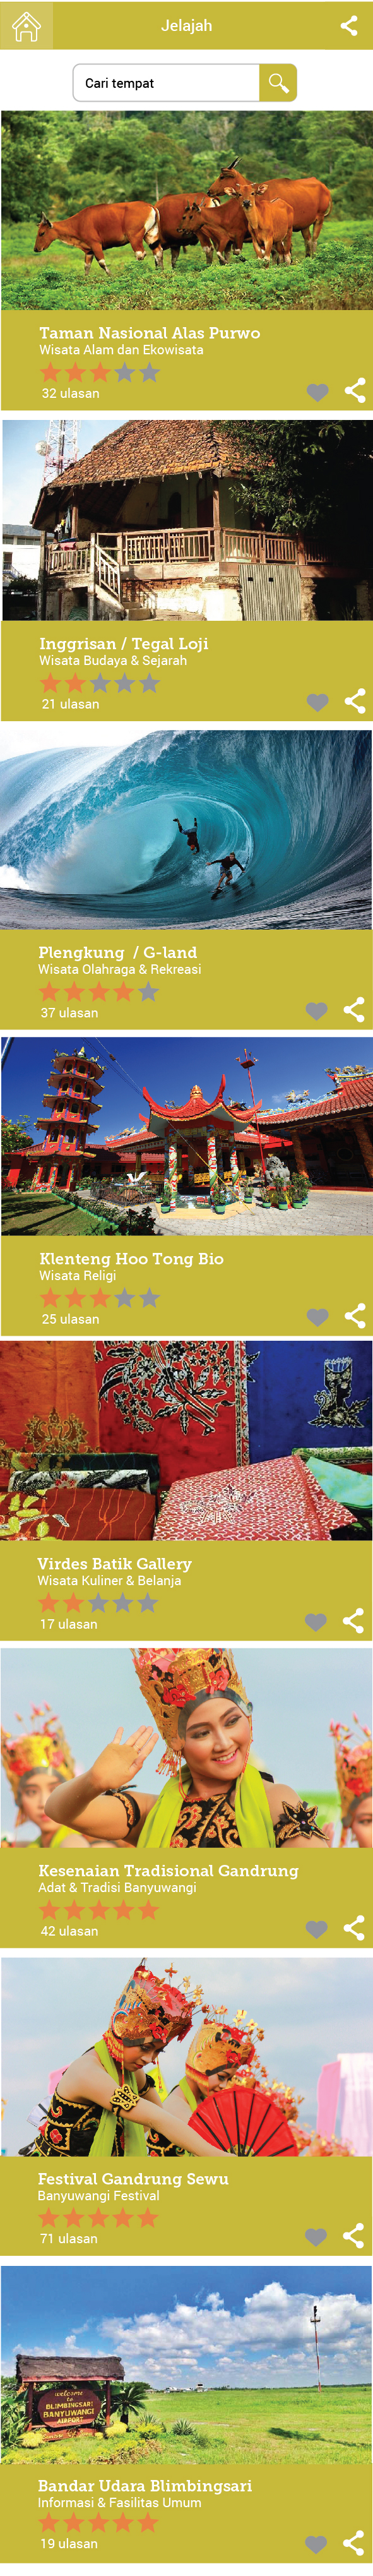 Jelajah
Cari tempat
Taman Nasional Alas Purwo
Wisata Alam dan Ekowisata
32 ulasan
Inggrisan / Tegal Loji
Wisata Budaya & Sejarah
21 ulasan
Plengkung / G-land
Wisata Olahraga & Rekreasi
37 ulasan
Klenteng Hoo Tong Bio
Wisata Religi
25 ulasan
Virdes Batik Gallery
Wisata Kuliner & Belanja
17 ulasan
Kesenaian Tradisional Gandrung
Adat & Tradisi Banyuwangi
42 ulasan
Festival Gandrung Sewu
Banyuwangi Festival
71 ulasan
welcome
to
BLIMBINGSARI
BANYUWANGI
AIRPORT
Bandar Udara Blimbingsari
Informasi & Fasilitas Umum
19 ulasan